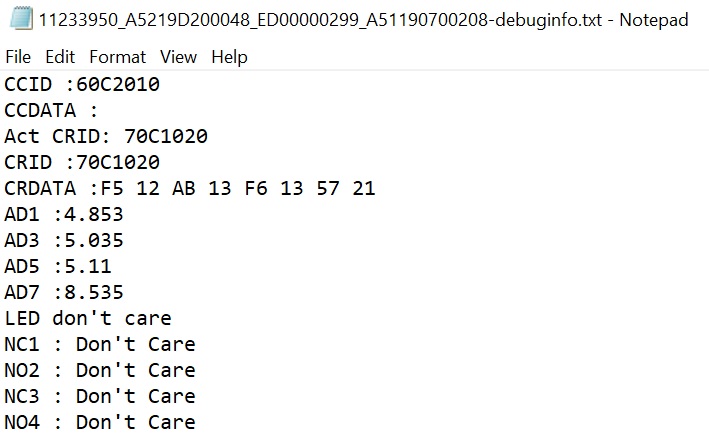 11233950_A5219D200048_ED00000299_A51190700208-debuginfo.txt - Notepad
File Edit Format View Help
CCID :60C2010
CCDATA :
Act CRID: 70C1020
CRID :70C1020
CRDATA :F5 12 AB 13 F6 13 57 21
AD1 :4.853
AD3 :5.035
AD5 :5.11
AD7 :8.535
LED don't care
NC1 : Don't Care
NO2 : Don't Care
NC3 : Don't Care
NO4 : Don't Care